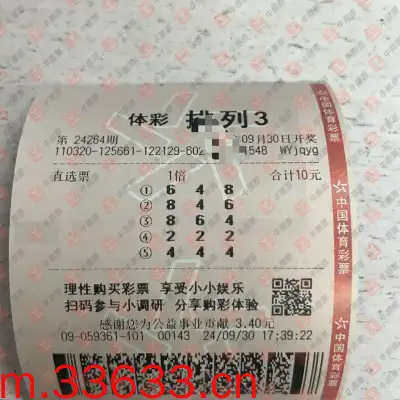 体彩 排列3
第 24264期 09月30日开奖
110320-125661-122129-602 1548 WYjqyg
直选票 1倍 合计10元
① 6 4 8
② 8 4 6
③ 8 6 4
④ 2 2 2
⑤ 4 4 4
理性购买彩票 享受小小娱乐
扫码参与小调研 分享购彩体验
感谢您为公益事业贡献 3.40元
09-059361-101 00143 24/09/30 17:39:22
中国体育彩票
中国体育彩票
m.33633.cn